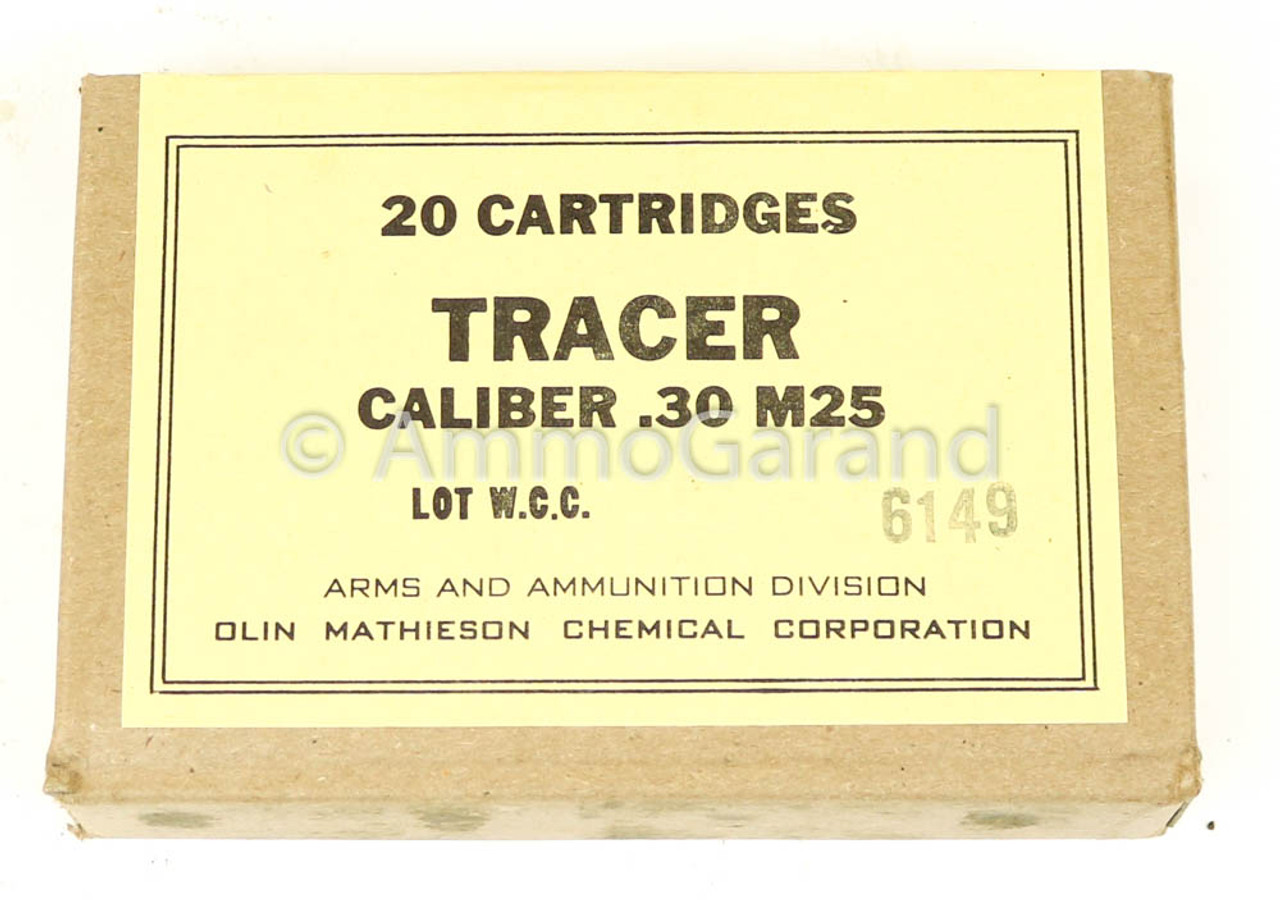 20 CARTRIDGES
TRACER
CALIBER .30 M25
© AmmoGarand
LOT W.C.C. 6149
ARMS AND AMMUNITION DIVISION
OLIN MATHIESON CHEMICAL CORPORATION